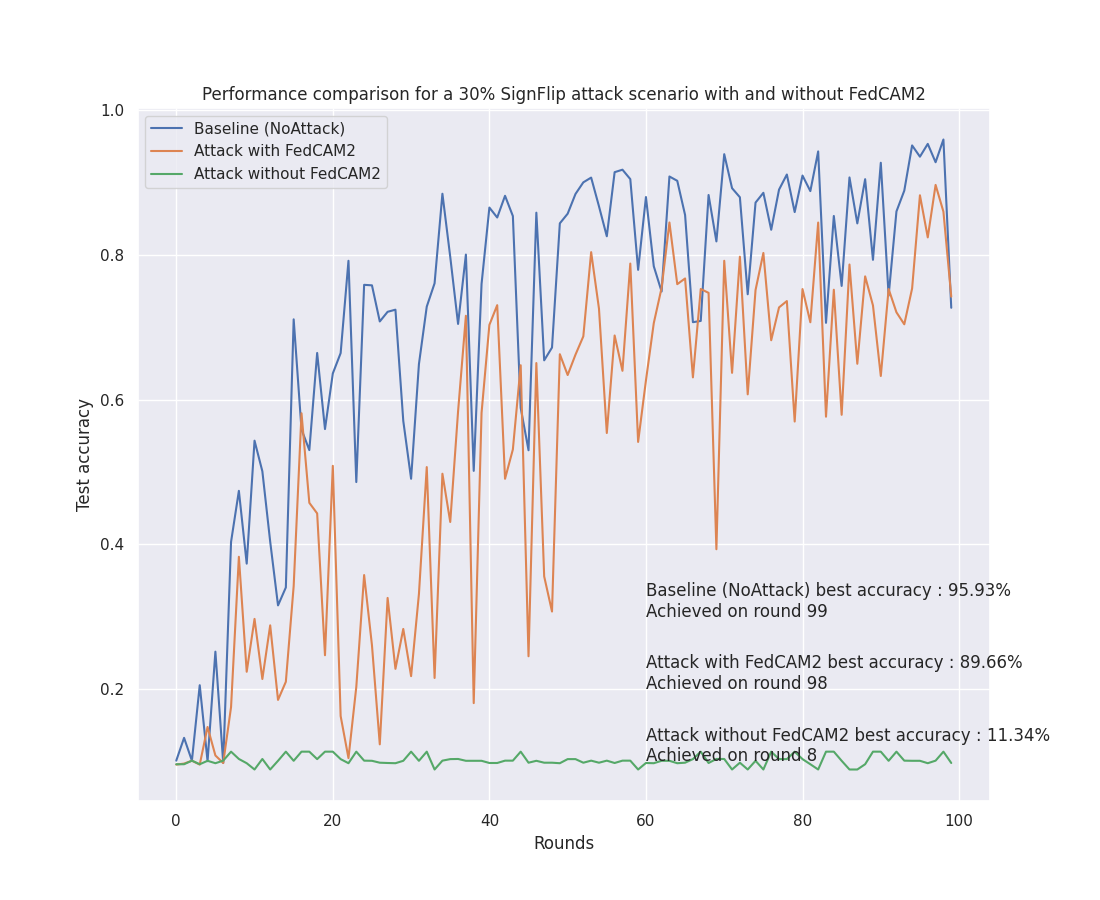 Performance comparison for a 30% SignFlip attack scenario with and without FedCAM2
1.0
Baseline (NoAttack)
Attack with FedCAM2
Attack without FedCAM2
0.8
0.6
Test accuracy
0.4
Baseline (NoAttack) best accuracy : 95.93%
Achieved on round 99
Attack with FedCAM2 best accuracy : 89.66%
0.2
Achieved on round 98
Attack without FedCAM2 best accuracy : 11.34%
Achieved on round 8
0 20 40 60 80 100
Rounds